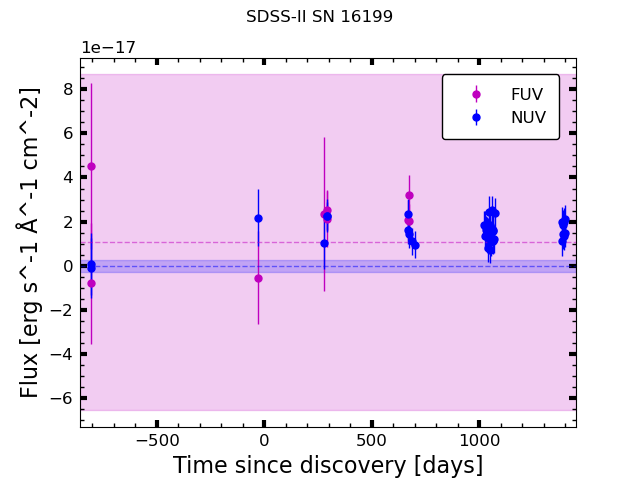 SDSS-II SN 16199
1e−17
FUV
NUV
8
6
4
2
0
−2
−4
−6
Flux [erg s^-1 Å^-1 cm^-2]
−500
0
500
1000
Time since discovery [days]